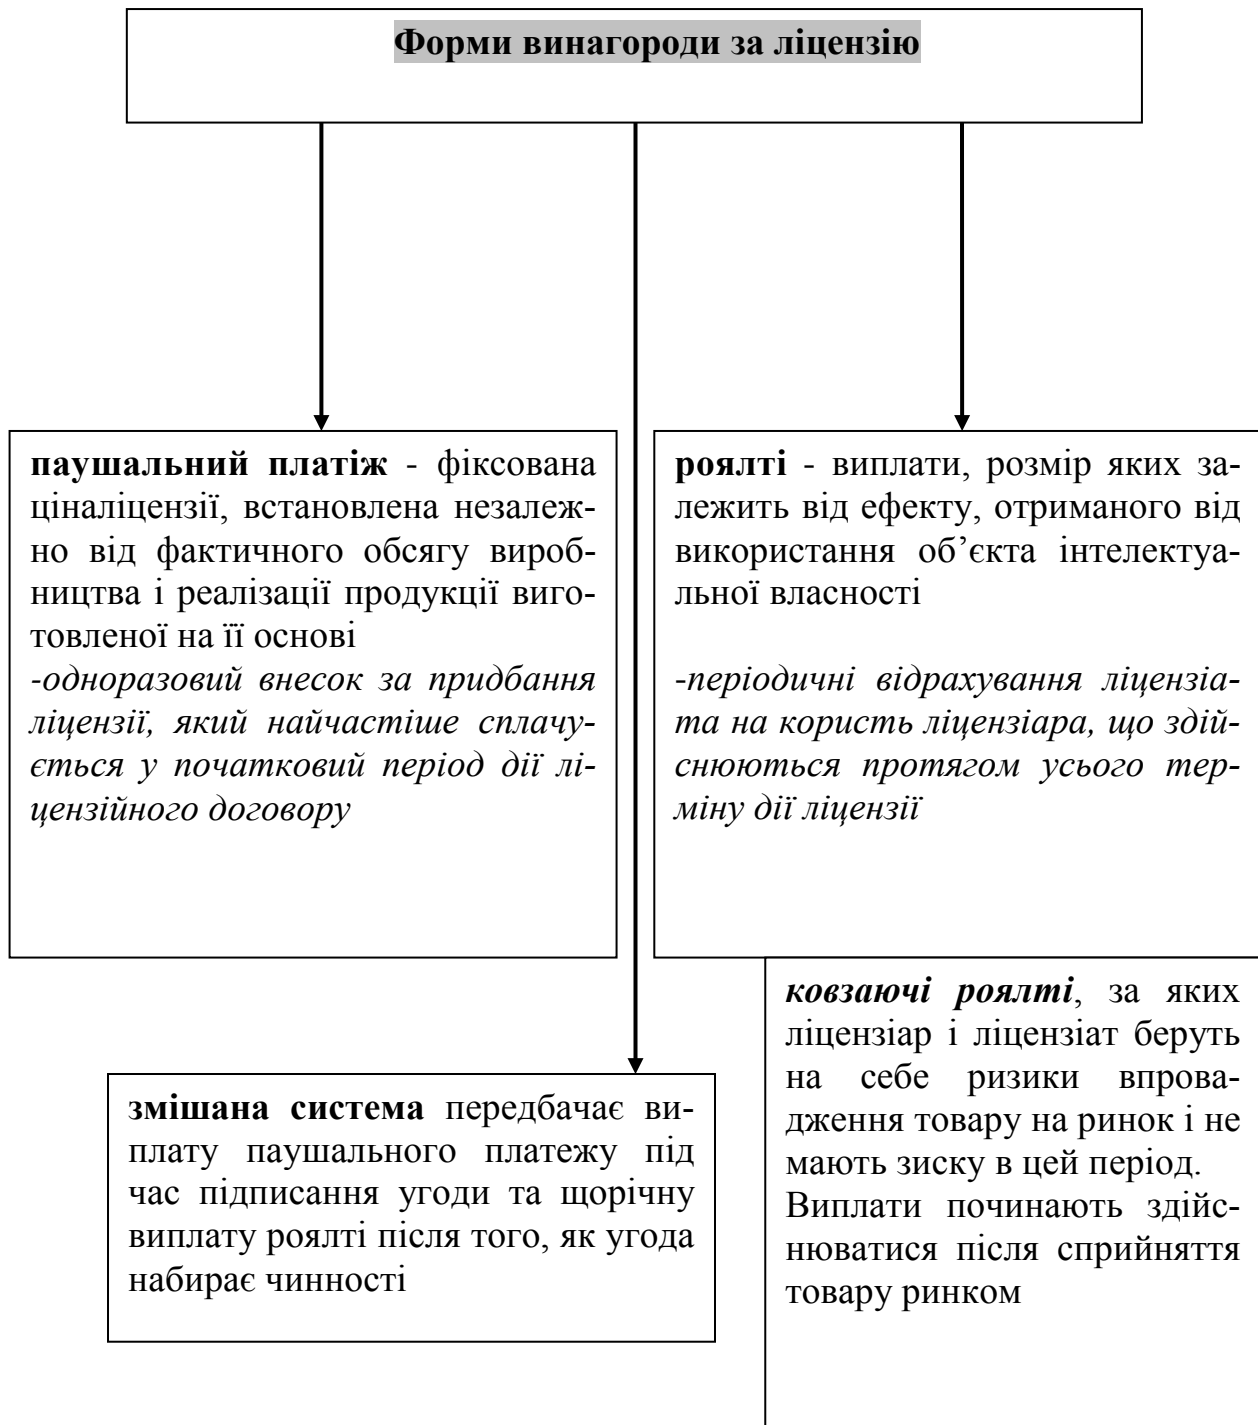 Форми винагороди за ліцензію
паушальний платіж - фіксована
ціналіцензії, встановлена незалеж-
но від фактичного обсягу вироб-
ництва і реалізації продукції виго-
товленої на її основі
-одноразовий внесок за придбання
ліцензії, який найчастіше сплачу-
ється у початковий період дії лі-
цензійного договору
роялті - виплати, розмір яких за-
лежить від ефекту, отриманого від
використання об’єкта інтелектуа-
льної власності
-періодичні відрахування ліцензіа-
та на користь ліцензіара, що здій-
снюються протягом усього тер-
міну дії ліцензії
змішана система передбачає ви-
плату паушального платежу під
час підписання угоди та щорічну
виплату роялті після того, як угода
набирає чинності
ковзаючі роялті, за яких
ліцензіар і ліцензіат беруть
на себе ризики впрова-
дження товару на ринок і не
мають зиску в цей період.
Виплати починають здійс-
нюватися після сприйняття
товару ринком